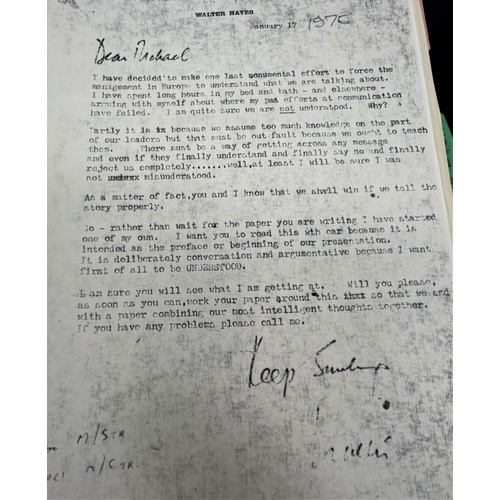 WALTER HAYES
January 17 1970
Dear Michael
I have decided to make one last monumental effort to force the
management in Europe to understand what we are talking about.
I have spent long hours in my bed and bath - and elsewhere -
arguing with myself about where my pas efforts at communication
have failed. I am quite sure we are not understood. Why?
Partly it is ix because we assume too much knowledge on the part
of our leaders but that must be out fault because we ought to teach
them. There must be a way of getting across any message
and even if they finally understand and finally say no and finally
reject us completely.......well, at least I will be sure I was
not misunderstood.
As a matter of fact,you and I know that we shall win if we tell the
story properly.
So - rather than wait for the paper you are writing I have started
one of my own. I want you to read this wth car because it is
intended as the preface or beginning of our presentation.
It is deliberately conversation and argumentative because I want
first of all to be UNDERSTOOD.
I am sure you will see what I am getting at. Will you please,
as soon as you can,work your paper around this so that we end
with a paper combining our most intelligent thoughts together.
If you have any problems please call me.
Keep Smiling
M/STR
M/STR.